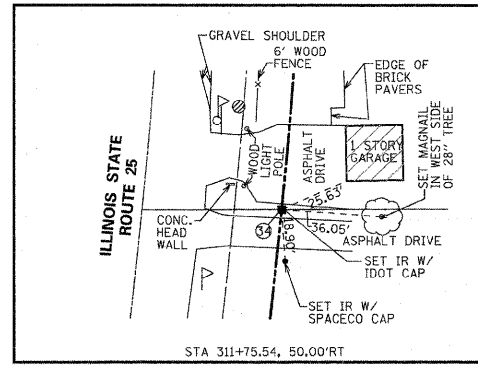 GRAVEL SHOULDER
6' WOOD
FENCE
EDGE OF
BRICK
PAVERS
WOOD
LIGHT
POLE
ASPHALT
DRIVE
1 STORY
GARAGE
SET MAGNAIL
IN WEST SIDE
OF 28" TREE
ILLINOIS STATE
ROUTE 25
25.63'
CONC.
HEAD
WALL
34
18.90'
36.05'
ASPHALT DRIVE
SET IR W/
IDOT CAP
SET IR W/
SPACECO CAP
STA 311+75.54, 50.00'RT